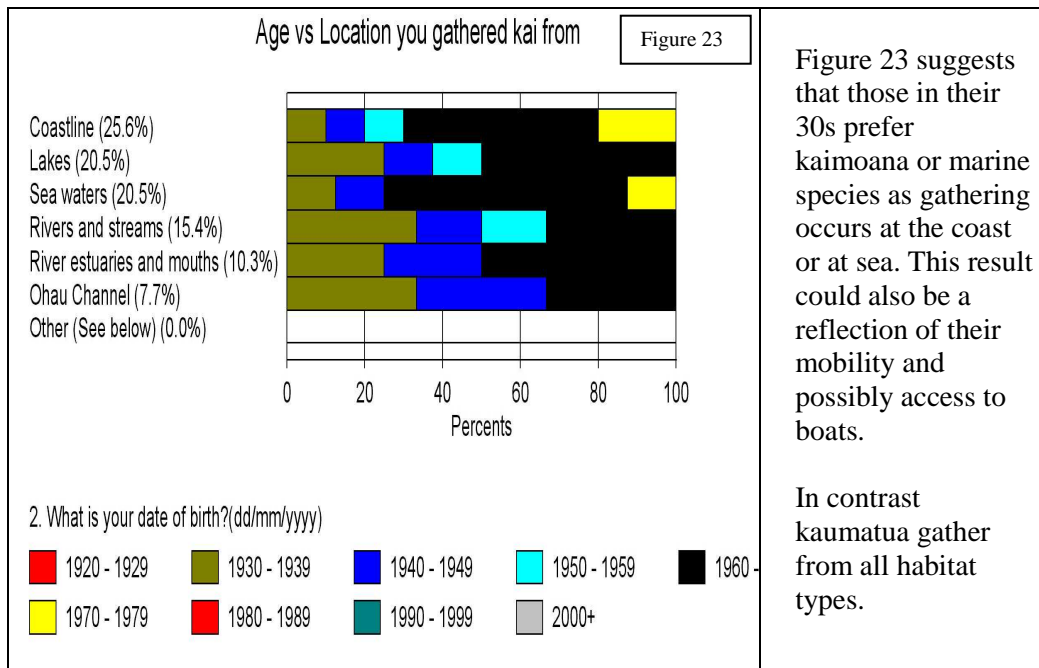 Age vs Location you gathered kai from
Figure 23
Coastline (25.6%)
Lakes (20.5%)
Sea waters (20.5%)
Rivers and streams (15.4%)
River estuaries and mouths (10.3%)
Ohau Channel (7.7%)
Other (See below) (0.0%)
0 20 40 60 80 100
Percents
2. What is your date of birth?(dd/mm/yyyy)
1920 - 1929 1930 - 1939 1940 - 1949 1950 - 1959 1960 -
1970 - 1979 1980 - 1989 1990 - 1999 2000+
Figure 23 suggests
that those in their
30s prefer
kaimoana or marine
species as gathering
occurs at the coast
or at sea. This result
could also be a
reflection of their
mobility and
possibly access to
boats.
In contrast
kaumatua gather
from all habitat
types.